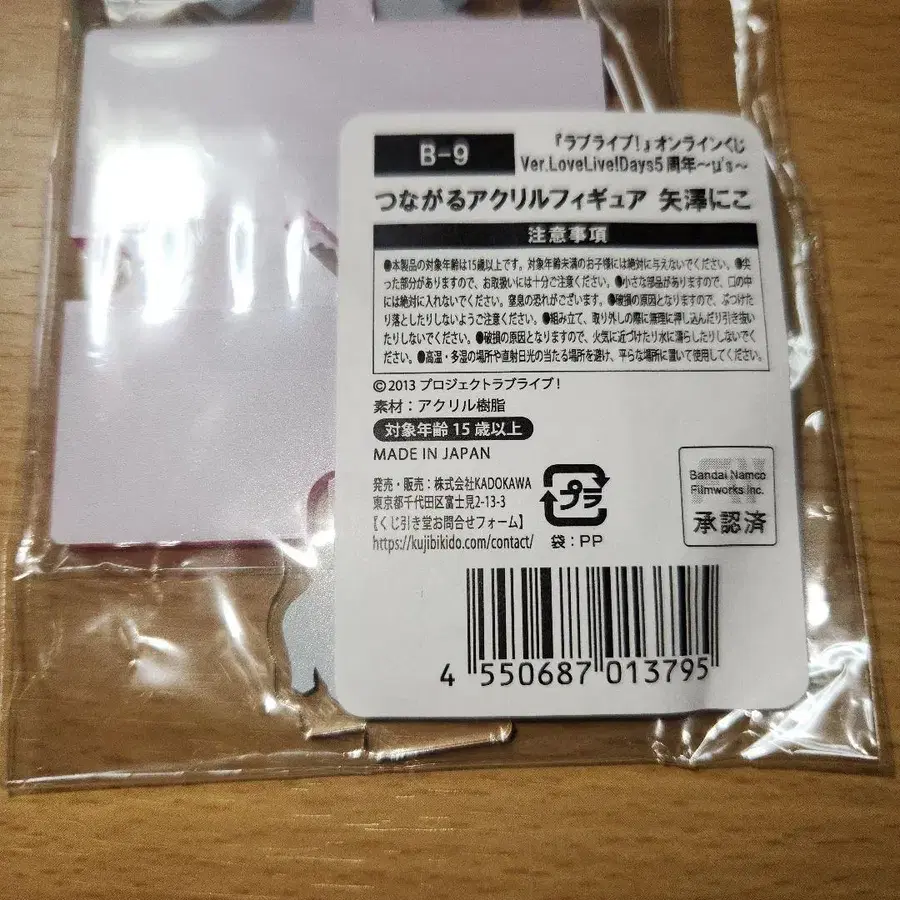 B-9
『ラブライブ!』オンラインくじ
Ver.LoveLive!Days5周年～μ's～
つながるアクリルフィギュア 矢澤にこ
注意事項
●本製品の対象年齢は15歳以上です。対象年齢未満のお子様には絶対に与えないでください。●尖
った部分がありますので、お取扱いには十分ご注意ください。●小さな部品がありますので、口の中
には絶対に入れないでください。窒息の恐れがございます。●破損の原因となりますので、ぶつけた
り落としたりしないようご注意ください。●組み立て、取り外しの際に無理に押し込んだり引き抜い
たりしないでください。●破損の原因となりますので、火気に近づけたり水に濡らしたりしないでく
ださい。●高温・多湿の場所や直射日光の当たる場所を避け、平らな場所に置いて使用してください。
©2013 プロジェクトラブライブ!
素材：アクリル樹脂
対象年齢15歳以上
MADE IN JAPAN
発売・販売：株式会社KADOKAWA
東京都千代田区富士見2-13-3
【くじ引き堂お問合せフォーム】
https://kujibikido.com/contact/
プラ
袋：PP
Bandai Namco
Filmworks Inc.
承認済
4 550687 013795